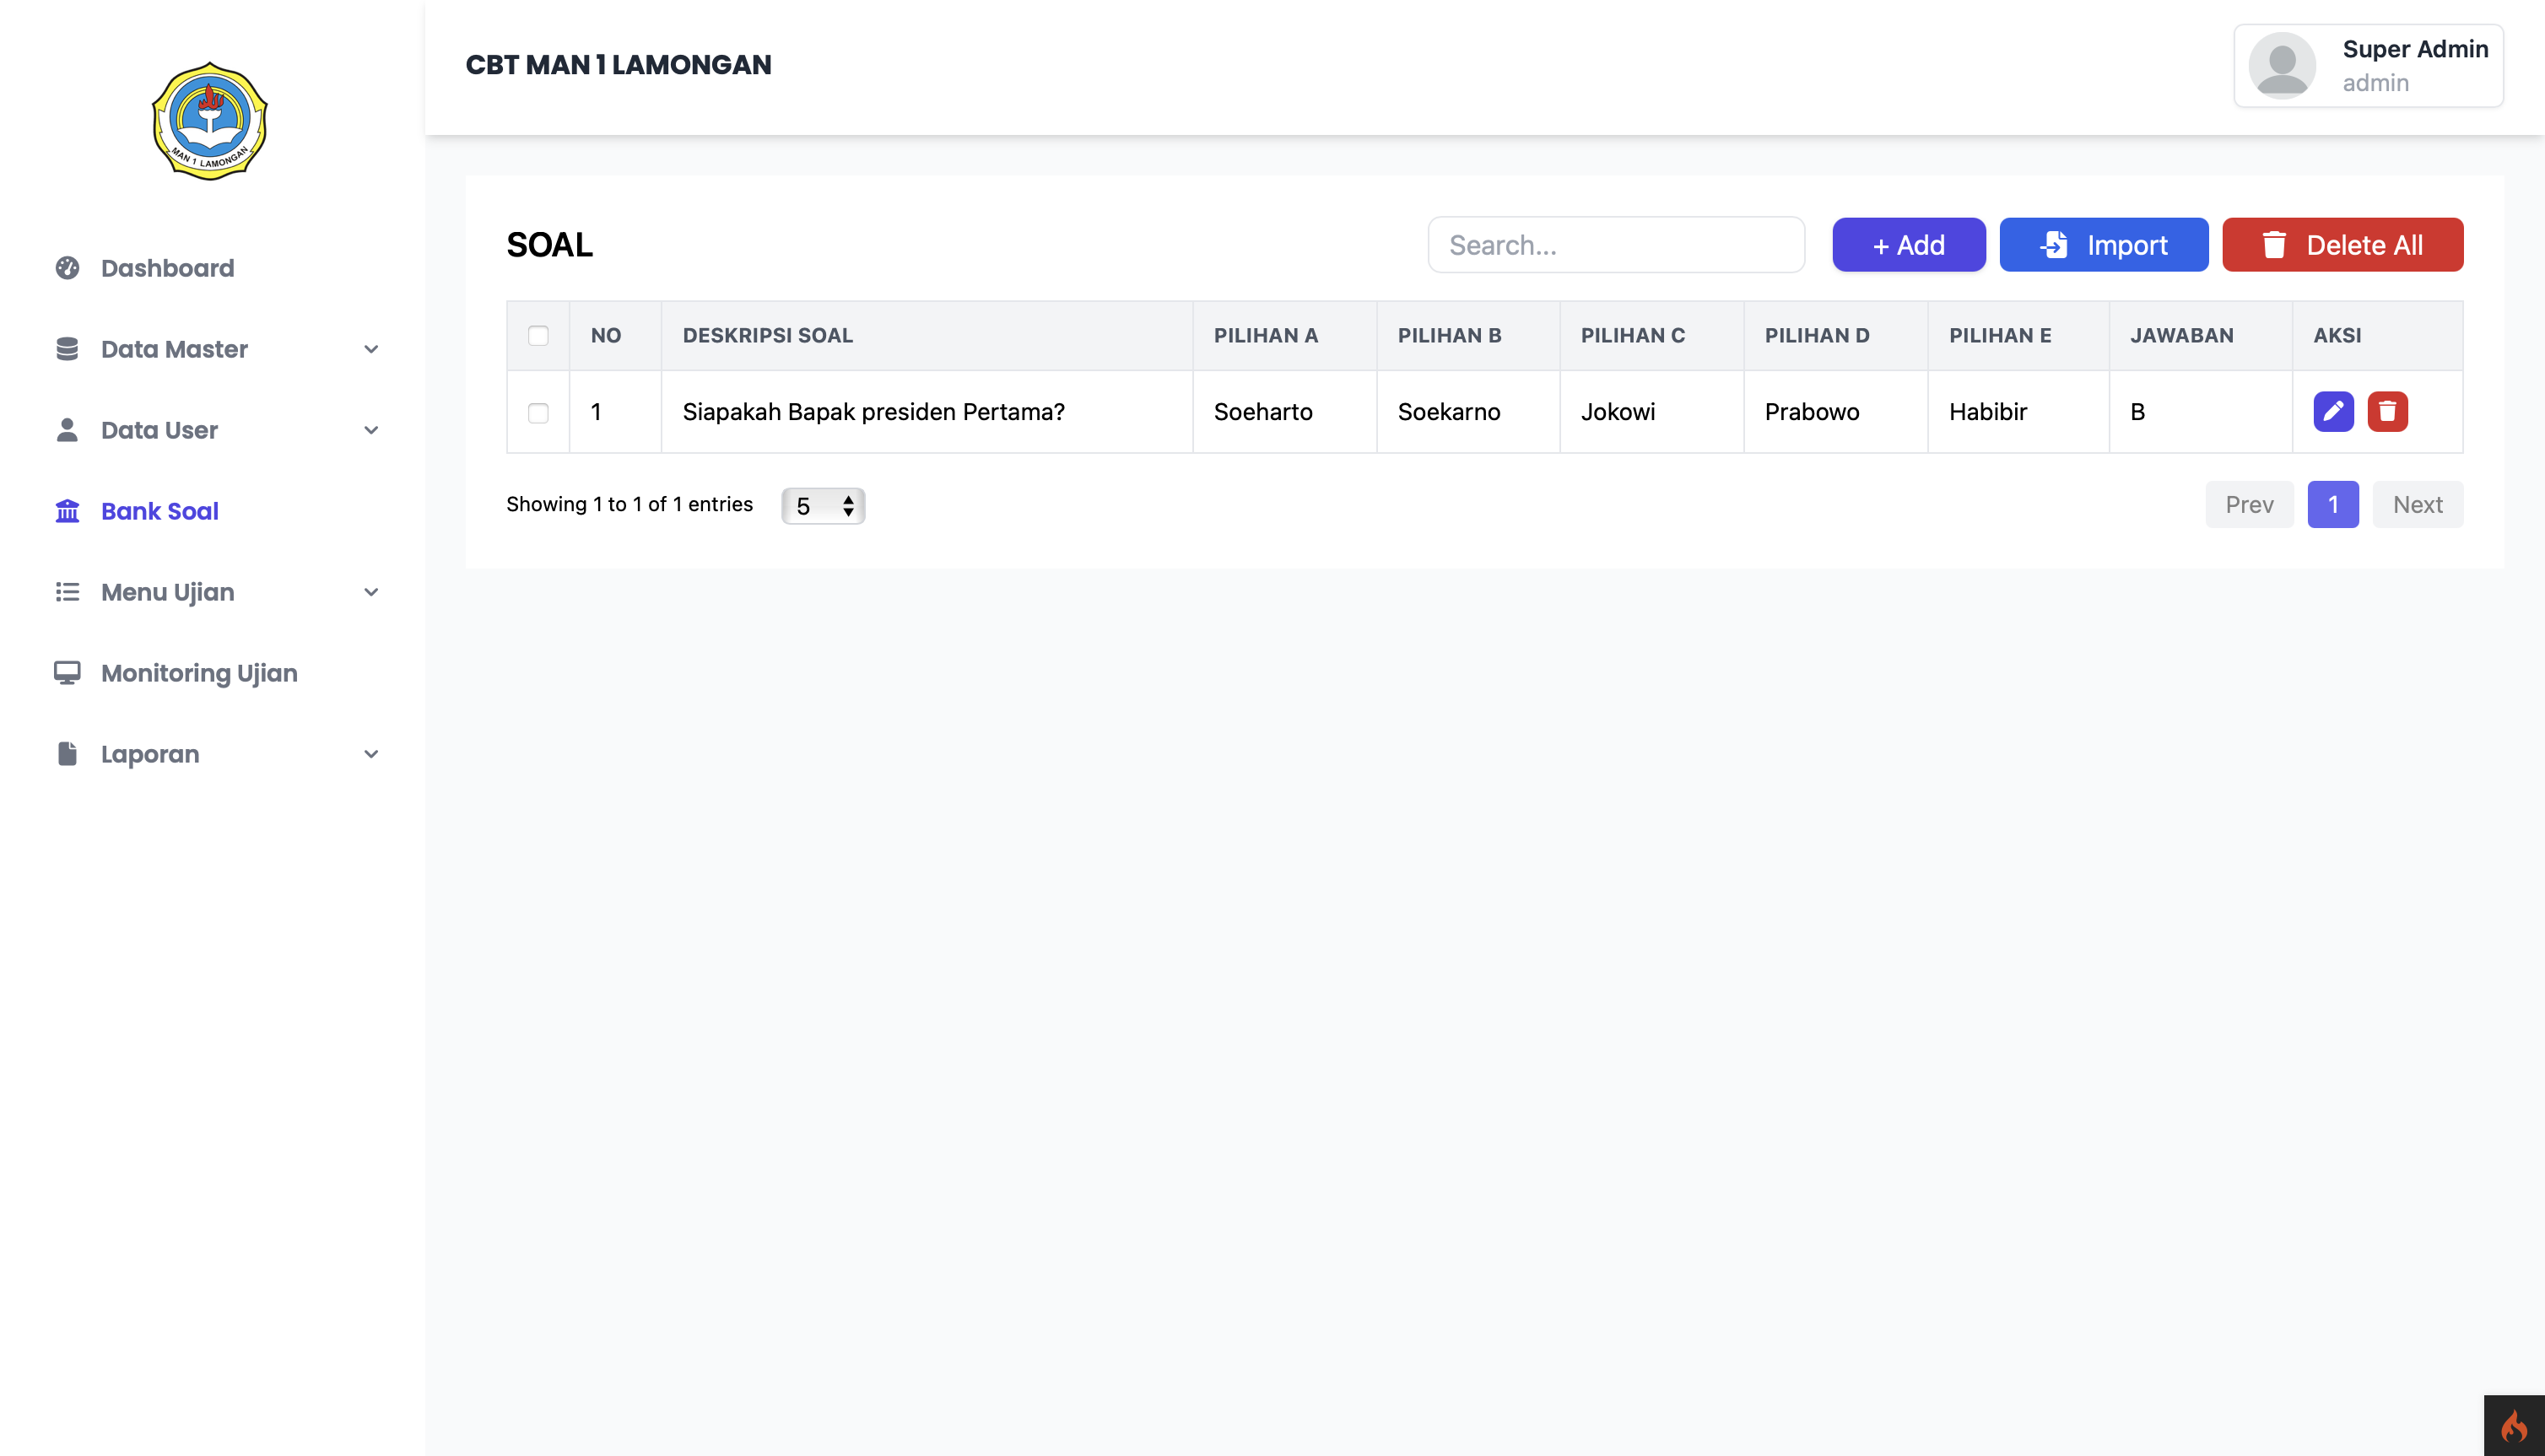 MAN 1 LAMONGAN
Dashboard
Data Master
Data User
Bank Soal
Menu Ujian
Monitoring Ujian
Laporan
CBT MAN 1 LAMONGAN
Super Admin
admin
SOAL
Search...
+ Add
Import
Delete All
NO DESKRIPSI SOAL PILIHAN A PILIHAN B PILIHAN C PILIHAN D PILIHAN E JAWABAN AKSI
1 Siapakah Bapak presiden Pertama? Soeharto Soekarno Jokowi Prabowo Habibir B
Showing 1 to 1 of 1 entries 5
Prev 1 Next